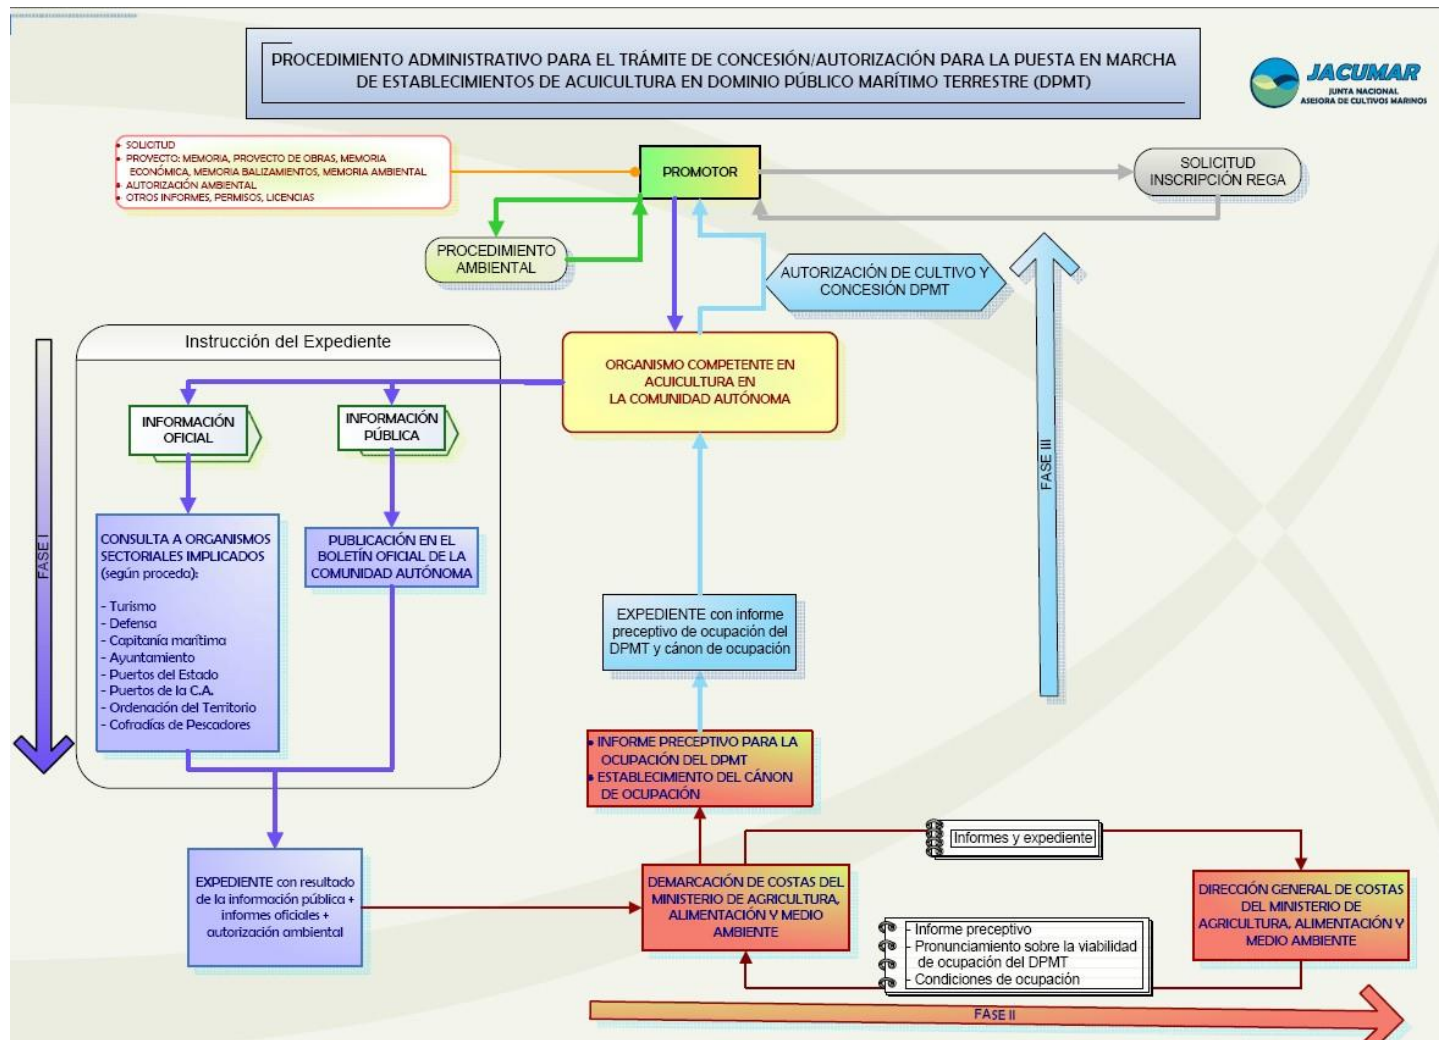 PROCEDIMIENTO ADMINISTRATIVO PARA EL TRÁMITE DE CONCESIÓN/AUTORIZACIÓN PARA LA PUESTA EN MARCHA
DE ESTABLECIMIENTOS DE ACUICULTURA EN DOMINIO PÚBLICO MARÍTIMO TERRESTRE (DPMT)
JACUMAR
JUNTA NACIONAL
ASESORA DE CULTIVOS MARINOS
• SOLICITUD
• PROYECTO: MEMORIA, PROYECTO DE OBRAS, MEMORIA
ECONÓMICA, MEMORIA BALIZAMIENTOS, MEMORIA AMBIENTAL
• AUTORIZACIÓN AMBIENTAL
• OTROS INFORMES, PERMISOS, LICENCIAS
PROMOTOR
SOLICITUD
INSCRIPCIÓN REGA
PROCEDIMIENTO
AMBIENTAL
AUTORIZACIÓN DE CULTIVO Y
CONCESIÓN DPMT
FASE I
Instrucción del Expediente
ORGANISMO COMPETENTE EN
ACUICULTURA EN
LA COMUNIDAD AUTÓNOMA
INFORMACIÓN
OFICIAL
INFORMACIÓN
PÚBLICA
FASE III
CONSULTA A ORGANISMOS
SECTORIALES IMPLICADOS
(según proceda):
- Turismo
- Defensa
- Capitanía marítima
- Ayuntamiento
- Puertos del Estado
- Puertos de la C.A.
- Ordenación del Territorio
- Cofradías de Pescadores
PUBLICACIÓN EN EL
BOLETÍN OFICIAL DE LA
COMUNIDAD AUTÓNOMA
EXPEDIENTE con informe
preceptivo de ocupación del
DPMT y cánon de ocupación
• INFORME PRECEPTIVO PARA LA
OCUPACIÓN DEL DPMT
• ESTABLECIMIENTO DEL CÁNON
DE OCUPACIÓN
Informes y expediente
EXPEDIENTE con resultado
de la información pública +
informes oficiales +
autorización ambiental
DEMARCACIÓN DE COSTAS DEL
MINISTERIO DE AGRICULTURA,
ALIMENTACIÓN Y MEDIO
AMBIENTE
DIRECCIÓN GENERAL DE COSTAS
DEL MINISTERIO DE
AGRICULTURA, ALIMENTACIÓN Y
MEDIO AMBIENTE
- Informe preceptivo
- Pronunciamiento sobre la viabilidad
de ocupación del DPMT
- Condiciones de ocupación
FASE II